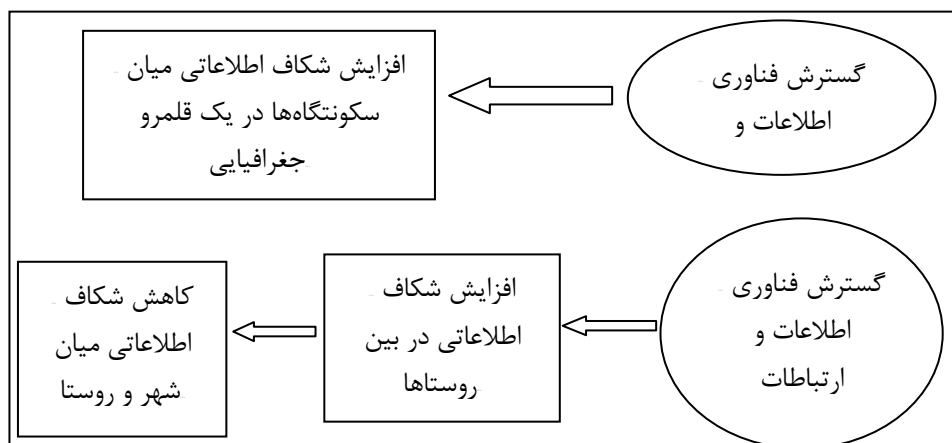 گسترش فناوری
اطلاعات و
افزایش شکاف اطلاعاتی میان
سکونتگاه‌ها در یک قلمرو
جغرافیایی
گسترش فناوری
اطلاعات و
ارتباطات
افزایش شکاف
اطلاعاتی در بین
روستاها
کاهش شکاف
اطلاعاتی میان
شهر و روستا